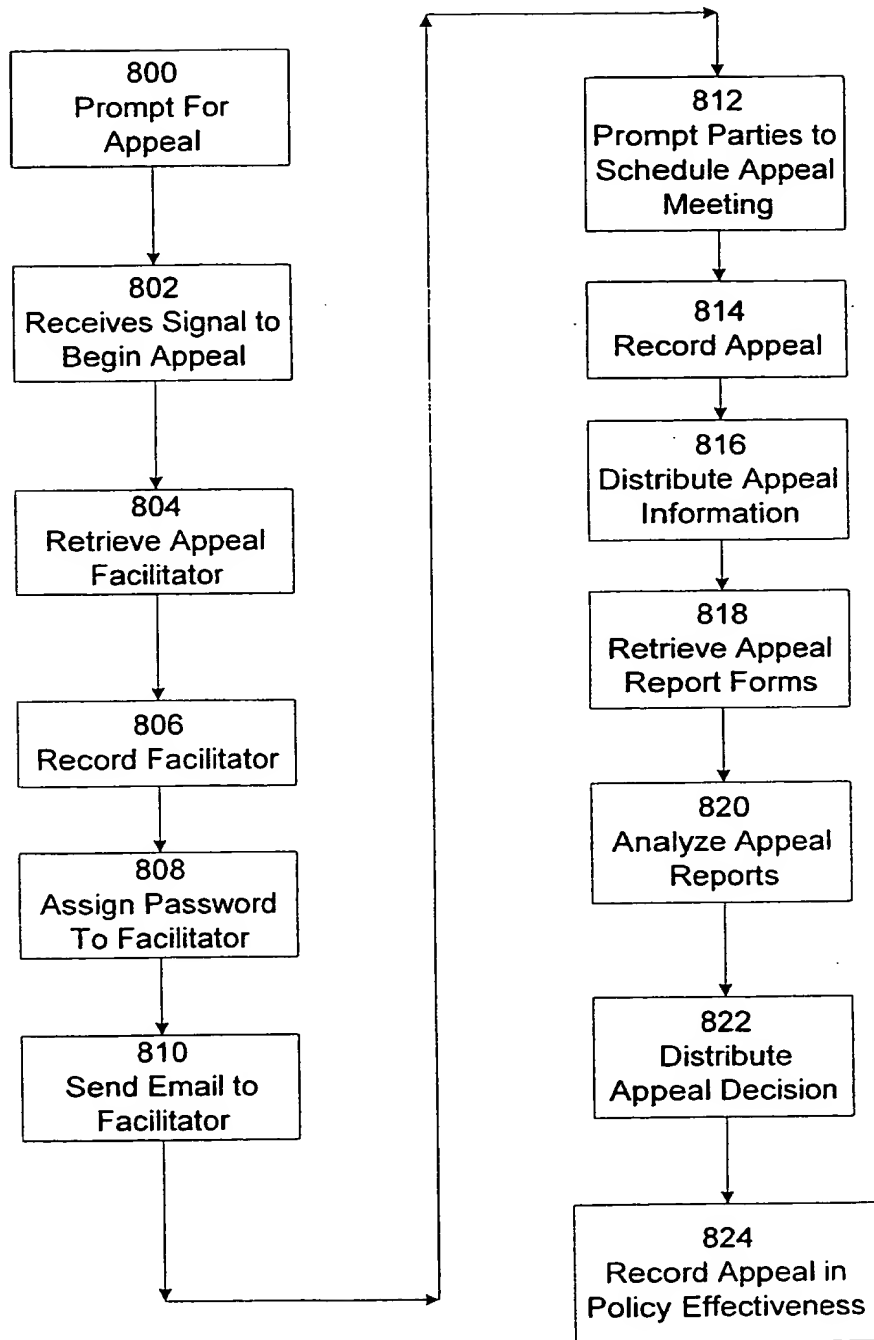 800
Prompt For
Appeal
802
Receives Signal to
Begin Appeal
804
Retrieve Appeal
Facilitator
806
Record Facilitator
808
Assign Password
To Facilitator
810
Send Email to
Facilitator
812
Prompt Parties to
Schedule Appeal
Meeting
814
Record Appeal
816
Distribute Appeal
Information
818
Retrieve Appeal
Report Forms
820
Analyze Appeal
Reports
822
Distribute
Appeal Decision
824
Record Appeal in
Policy Effectiveness